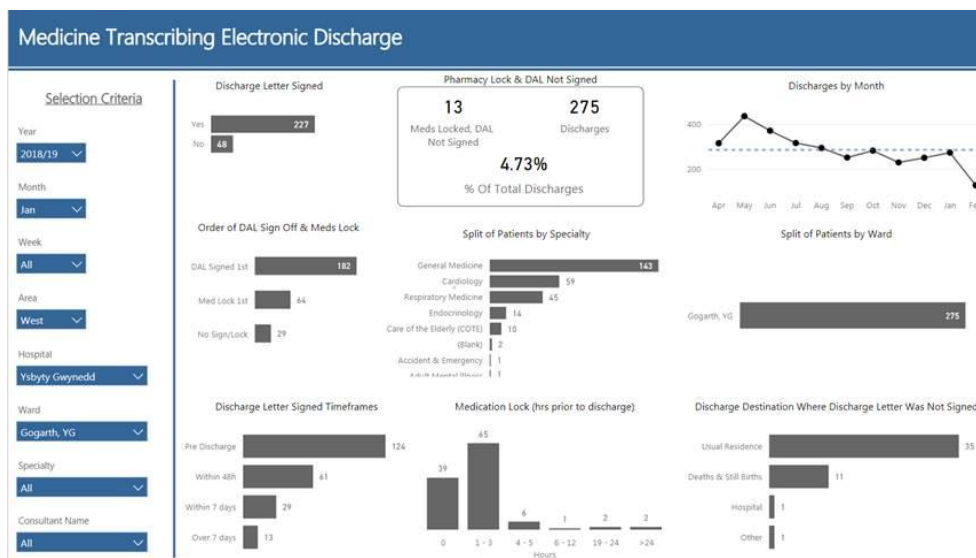 Medicine Transcribing Electronic Discharge
Selection Criteria
Year
2018/19
Month
Jan
Week
All
Area
West
Hospital
Ysbyty Gwynedd
Ward
Gogarth, YG
Specialty
All
Consultant Name
All
Discharge Letter Signed
Yes 227
No 48
Pharmacy Lock & DAL Not Signed
13 275
Meds Locked, DAL Discharges
Not Signed
4.73%
% Of Total Discharges
Discharges by Month
400
200
Apr May Jun Jul Aug Sep Oct Nov Dec Jan Fe
Order of DAL Sign Off & Meds Lock
DAL Signed 1st 182
Med Lock 1st 64
No Sign/Lock 29
Split of Patients by Specialty
General Medicine 143
Cardiology 59
Respiratory Medicine 45
Endocrinology 14
Care of the Elderly (COTE) 10
(Blank) 2
Accident & Emergency 1
Adult Mental Illness 1
Split of Patients by Ward
Gogarth, YG 275
Discharge Letter Signed Timeframes
Pre Discharge 124
Within 48h 61
Within 7 days 29
Over 7 days 13
Medication Lock (hrs prior to discharge)
39 65 6 1 2 2
0 1 - 3 4 - 5 6 - 12 19 - 24 >24
Hours
Discharge Destination Where Discharge Letter Was Not Signed
Usual Residence 35
Deaths & Still Births 11
Hospital 1
Other 1